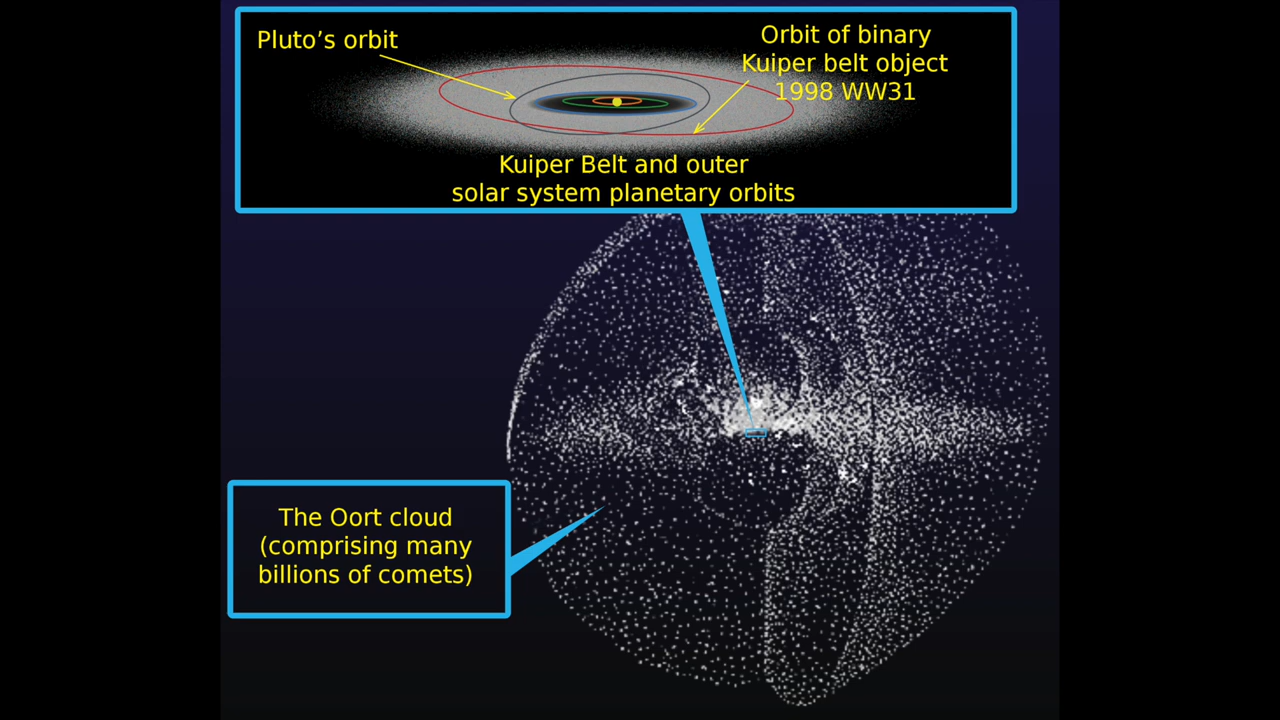 Pluto’s orbit
Orbit of binary
Kuiper belt object
1998 WW31
Kuiper Belt and outer
solar system planetary orbits
The Oort cloud
(comprising many
billions of comets)